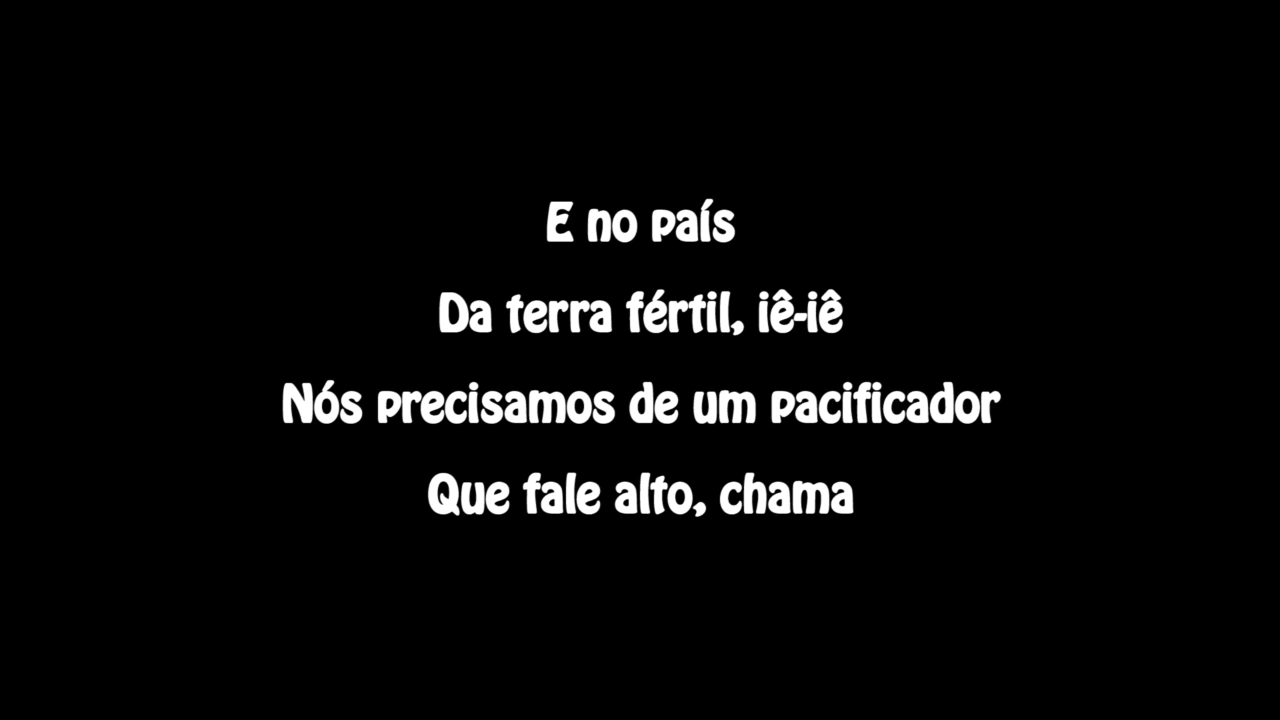 E no país
Da terra fértil, iê-iê
Nós precisamos de um pacificador
Que fale alto, chama